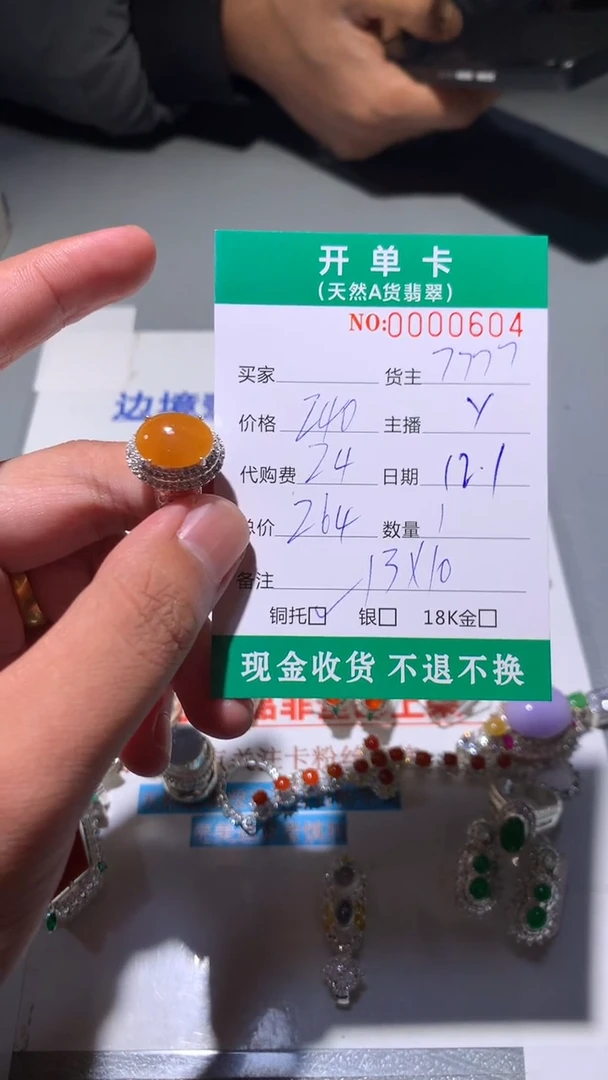 开单卡
(天然A货翡翠)
NO:0000604
买家 货主 7777
价格 240 主播 Y
代购费 24 日期 12.1
总价 264 数量 1
备注 13X10
铜托☑ 银□ 18K金□
现金收货 不退不换
边境